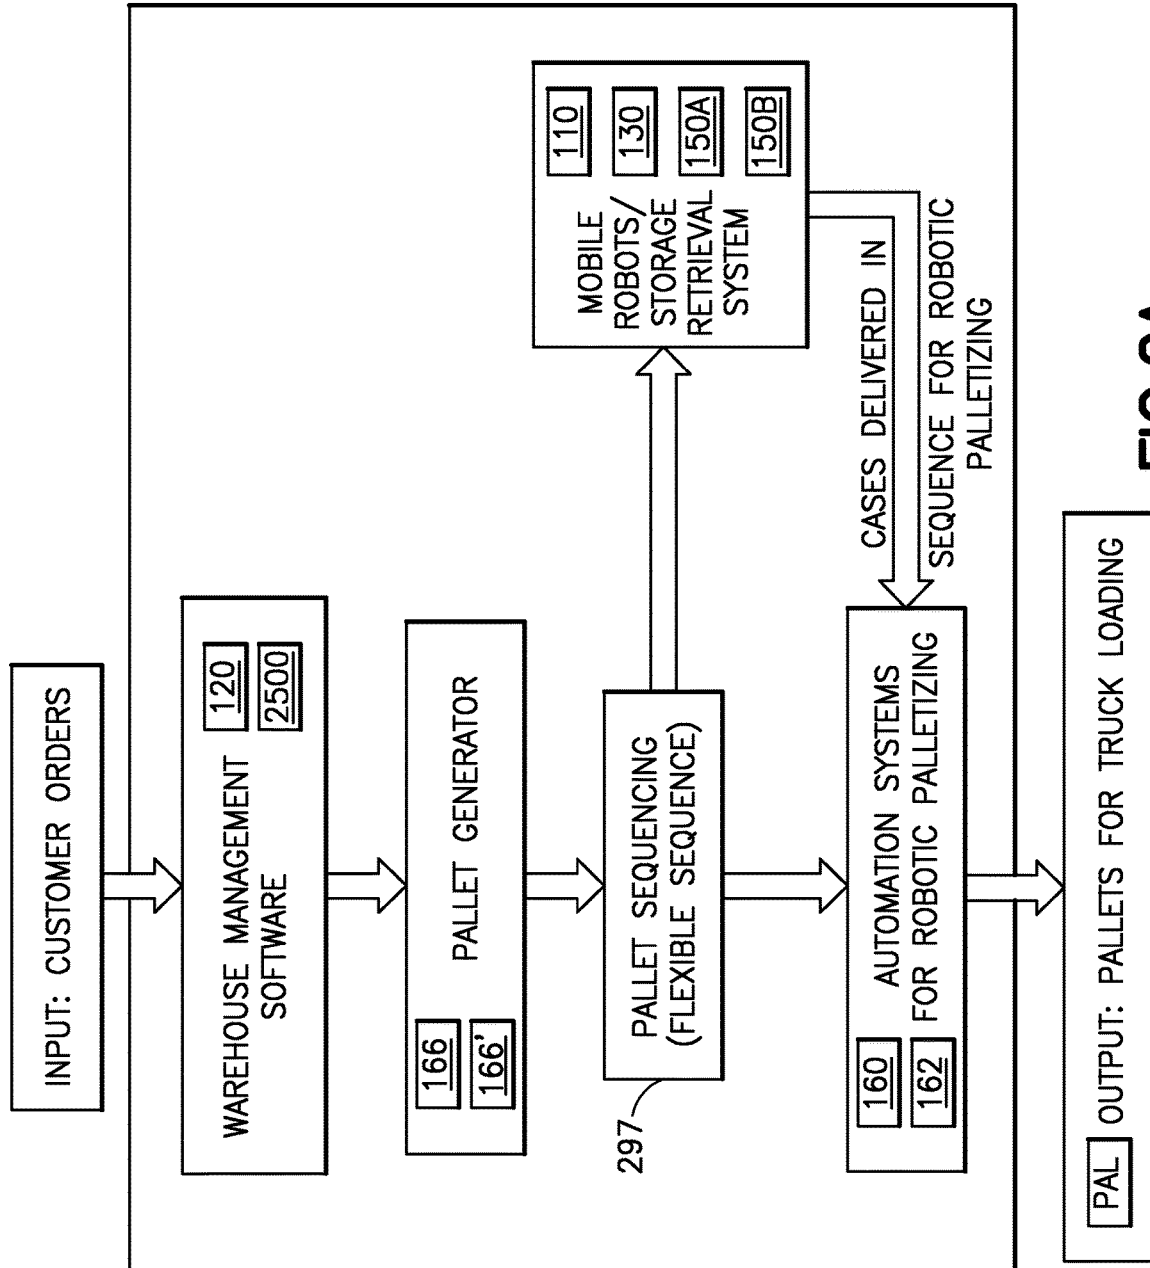 INPUT: CUSTOMER ORDERS
WAREHOUSE MANAGEMENT
SOFTWARE
120
2500
166
166'
PALLET GENERATOR
297
PALLET SEQUENCING
(FLEXIBLE SEQUENCE)
MOBILE
ROBOTS/
STORAGE
RETRIEVAL
SYSTEM
110
130
150A
150B
CASES DELIVERED IN
SEQUENCE FOR ROBOTIC
PALLETIZING
160
162
AUTOMATION SYSTEMS
FOR ROBOTIC PALLETIZING
PAL
OUTPUT: PALLETS FOR TRUCK LOADING